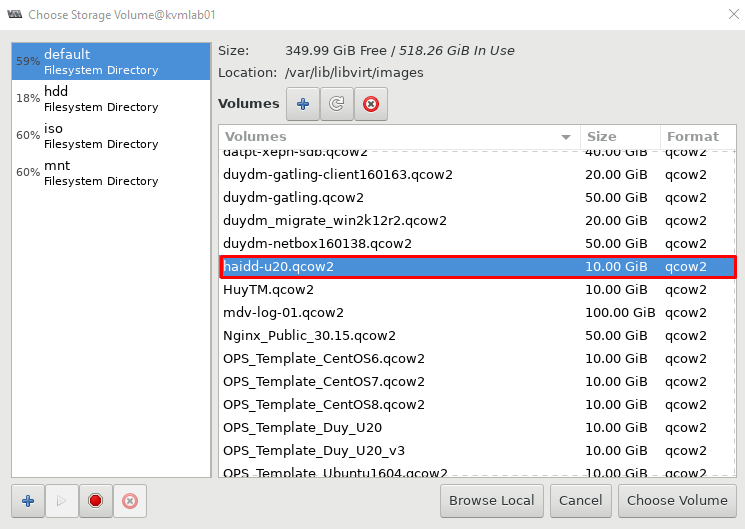 Choose Storage Volume@kvmlab01
59% default
Filesystem Directory
18% hdd
Filesystem Directory
60% iso
Filesystem Directory
60% mnt
Filesystem Directory
Size: 349.99 GiB Free / 518.26 GiB In Use
Location: /var/lib/libvirt/images
Volumes
Volumes Size Format
datpt-xeph-sdb.qcow2 40.00 GiB qcow2
duydm-gatling-client160163.qcow2 20.00 GiB qcow2
duydm-gatling.qcow2 50.00 GiB qcow2
duydm_migrate_win2k12r2.qcow2 20.00 GiB qcow2
duydm-netbox160138.qcow2 50.00 GiB qcow2
haidd-u20.qcow2 10.00 GiB qcow2
HuyTM.qcow2 10.00 GiB qcow2
mdv-log-01.qcow2 100.00 GiB qcow2
Nginx_Public_30.15.qcow2 50.00 GiB qcow2
OPS_Template_CentOS6.qcow2 10.00 GiB qcow2
OPS_Template_CentOS7.qcow2 10.00 GiB qcow2
OPS_Template_CentOS8.qcow2 10.00 GiB qcow2
OPS_Template_Duy_U20 10.00 GiB qcow2
OPS_Template_Duy_U20_v3 10.00 GiB qcow2
OPS_Template_Ubuntu1604.qcow2 10.00 GiB qcow2
Browse Local Cancel Choose Volume